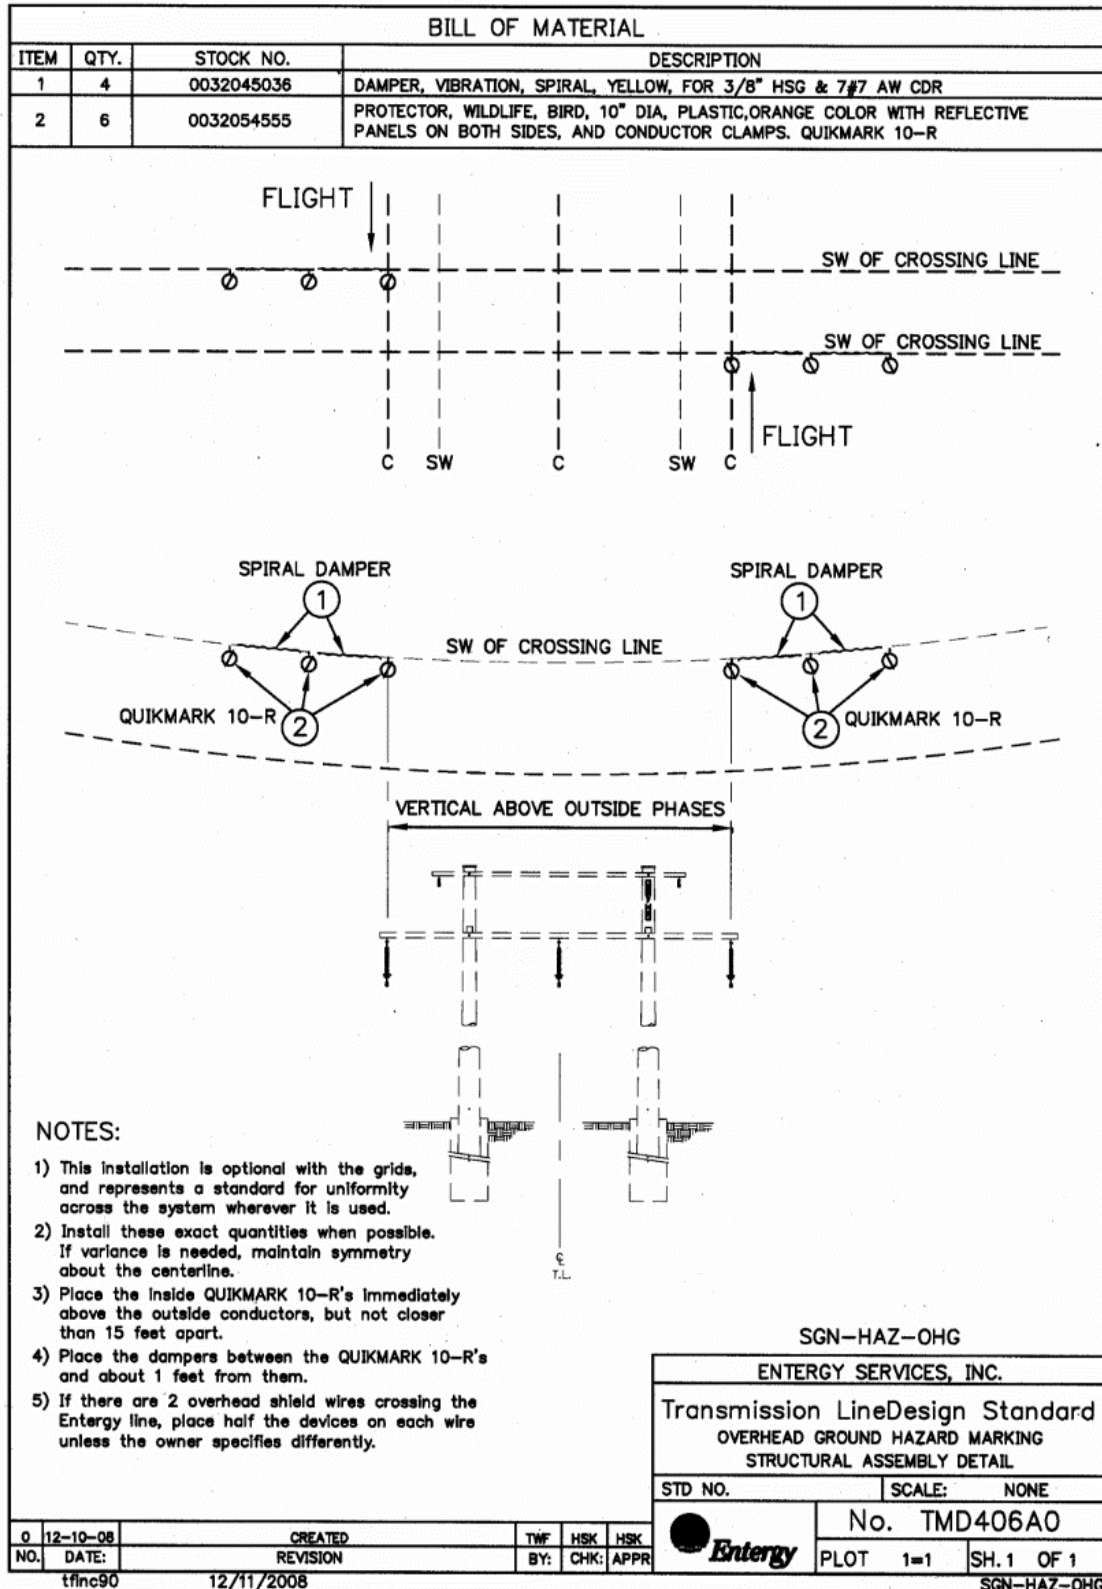 BILL OF MATERIAL
ITEM QTY. STOCK NO. DESCRIPTION
1 4 0032045036 DAMPER, VIBRATION, SPIRAL, YELLOW, FOR 3/8" HSG & 7#7 AW CDR
2 6 0032054555 PROTECTOR, WILDLIFE, BIRD, 10" DIA, PLASTIC,ORANGE COLOR WITH REFLECTIVE
PANELS ON BOTH SIDES, AND CONDUCTOR CLAMPS. QUIKMARK 10-R
FLIGHT
SW OF CROSSING LINE
SW OF CROSSING LINE
FLIGHT
C SW C SW C
SPIRAL DAMPER SPIRAL DAMPER
1 1
SW OF CROSSING LINE
QUIKMARK 10-R 2 2 QUIKMARK 10-R
VERTICAL ABOVE OUTSIDE PHASES
℄
T.L.
NOTES:
1) This installation is optional with the grids,
and represents a standard for uniformity
across the system wherever it is used.
2) Install these exact quantities when possible.
If variance is needed, maintain symmetry
about the centerline.
3) Place the inside QUIKMARK 10-R's immediately
above the outside conductors, but not closer
than 15 feet apart.
4) Place the dampers between the QUIKMARK 10-R's
and about 1 feet from them.
5) If there are 2 overhead shield wires crossing the
Entergy line, place half the devices on each wire
unless the owner specifies differently.
SGN-HAZ-OHG
ENTERGY SERVICES, INC.
Transmission LineDesign Standard
OVERHEAD GROUND HAZARD MARKING
STRUCTURAL ASSEMBLY DETAIL
STD NO. SCALE: NONE
Entergy
No. TMD406A0
PLOT 1=1 SH. 1 OF 1
0 12-10-08 CREATED TWF HSK HSK
NO. DATE: REVISION BY: CHK: APPR
tfinc90 12/11/2008
SGN-HAZ-OHG